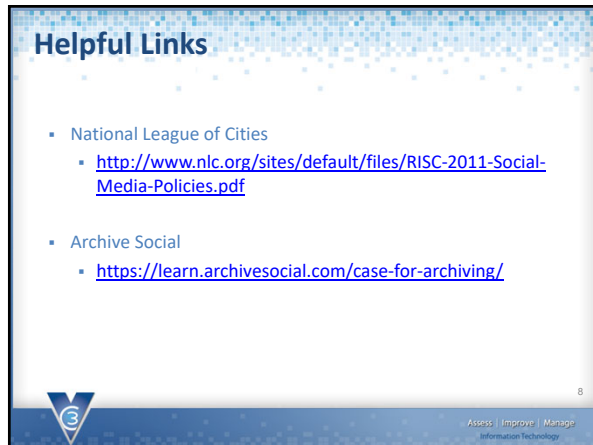 Helpful Links
▪ National League of Cities
▪ http://www.nlc.org/sites/default/files/RISC-2011-Social-
Media-Policies.pdf
▪ Archive Social
▪ https://learn.archivesocial.com/case-for-archiving/
8
V3
Assess | Improve | Manage
Information Technology